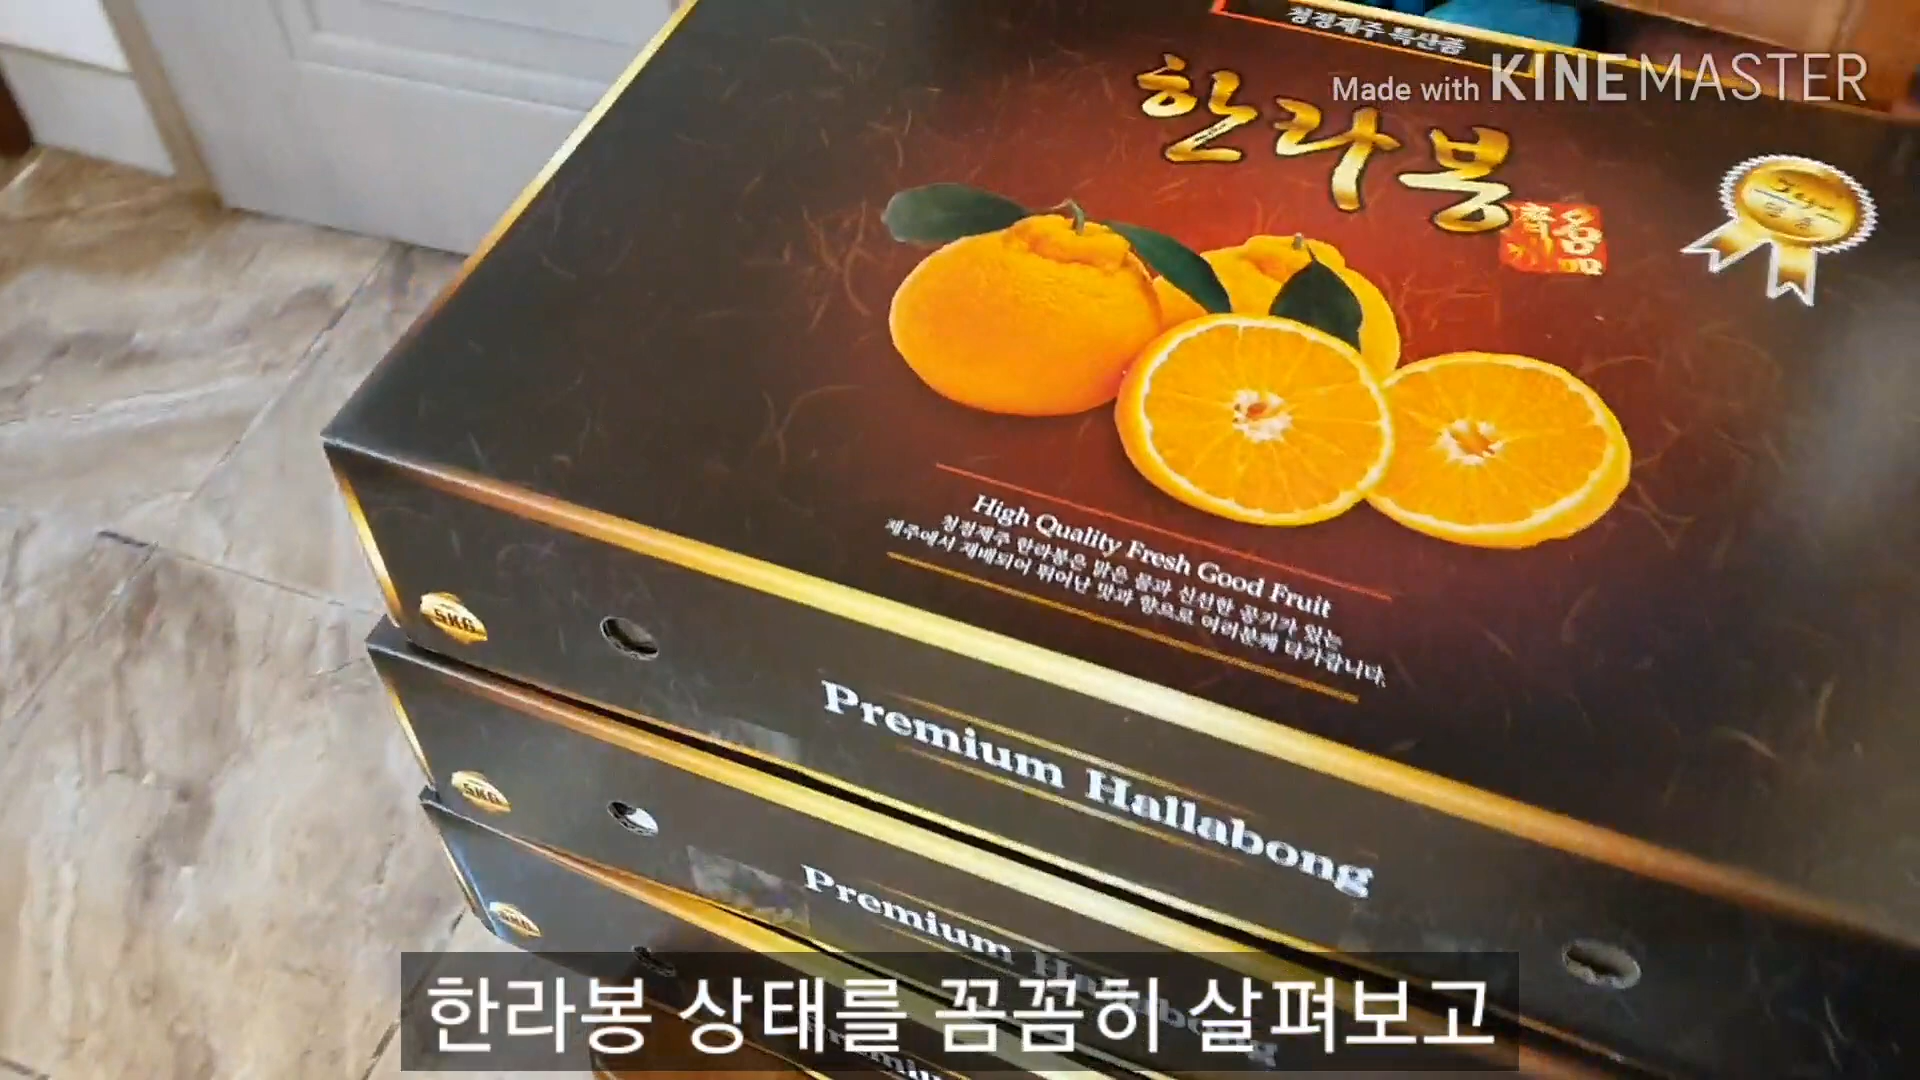 청정제주 특산품
Made with KINEMASTER
한라봉
High Quality Fresh Good Fruit
청정제주 한라봉은 맑은 물과 신선한 공기가 있는
제주에서 재배되어 뛰어난 맛과 향으로 여러분께 다가갑니다.
5KG
Premium Hallabong
5KG
Premium Hallabong
5KG
한라봉 상태를 꼼꼼히 살펴보고